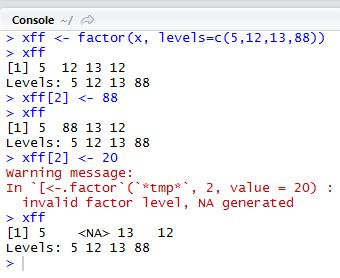 Console ~/
> xff <- factor(x, levels=c(5,12,13,88))
> xff
[1] 5  12 13 12
Levels: 5 12 13 88
> xff[2] <- 88
> xff
[1] 5  88 13 12
Levels: 5 12 13 88
> xff[2] <- 20
Warning message:
In `[<-.factor`(`*tmp*`, 2, value = 20) :
  invalid factor level, NA generated
> xff
[1] 5    <NA> 13   12
Levels: 5 12 13 88
>